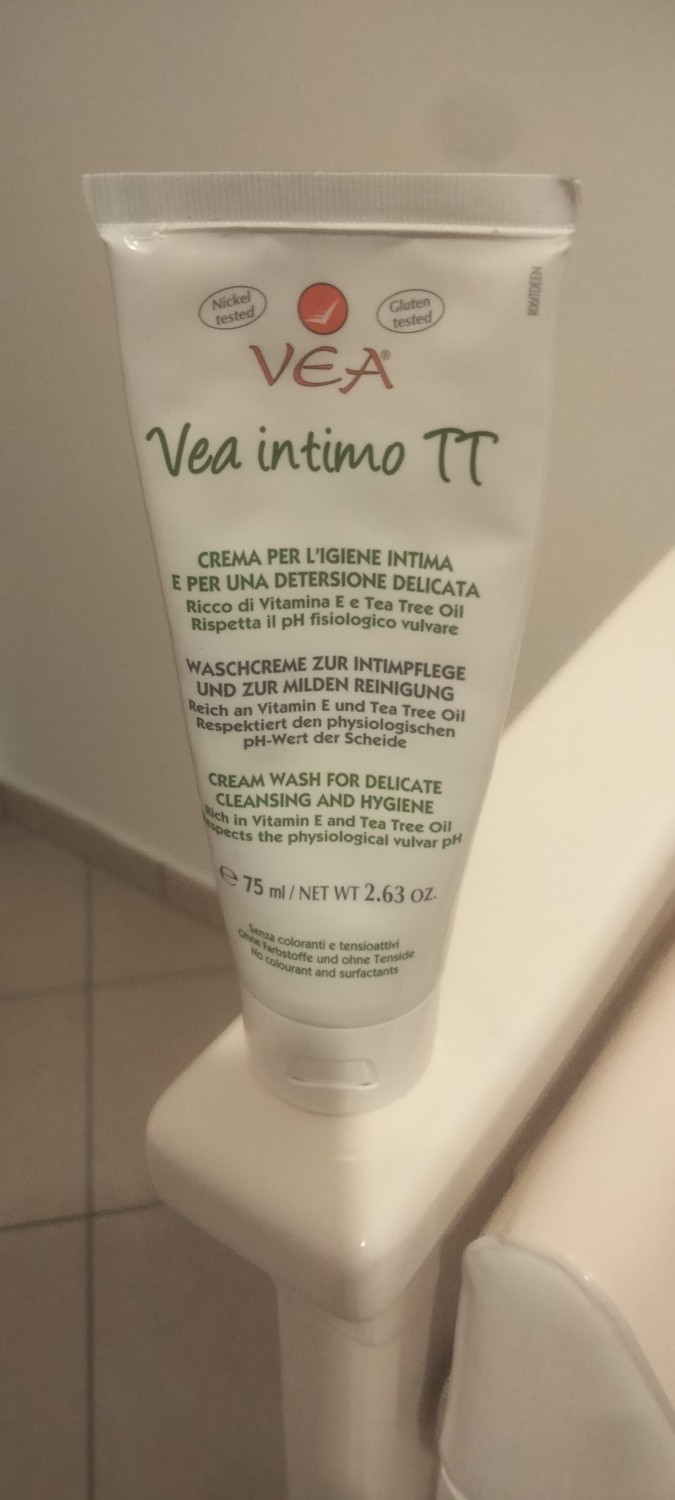 Nickel tested
Gluten tested
VEA®
Vea intimo TT
CREMA PER L'IGIENE INTIMA
E PER UNA DETERSIONE DELICATA
Ricco di Vitamina E e Tea Tree Oil
Rispetta il pH fisiologico vulvare
WASCHCREME ZUR INTIMPFLEGE
UND ZUR MILDEN REINIGUNG
Reich an Vitamin E und Tea Tree Oil
Respektiert den physiologischen
pH-Wert der Scheide
CREAM WASH FOR DELICATE
CLEANSING AND HYGIENE
Rich in Vitamin E and Tea Tree Oil
spects the physiological vulvar pH
℮ 75 ml / NET WT 2.63 OZ.
Senza coloranti e tensioattivi
Ohne Farbstoffe und ohne Tenside
No colourant and surfactants